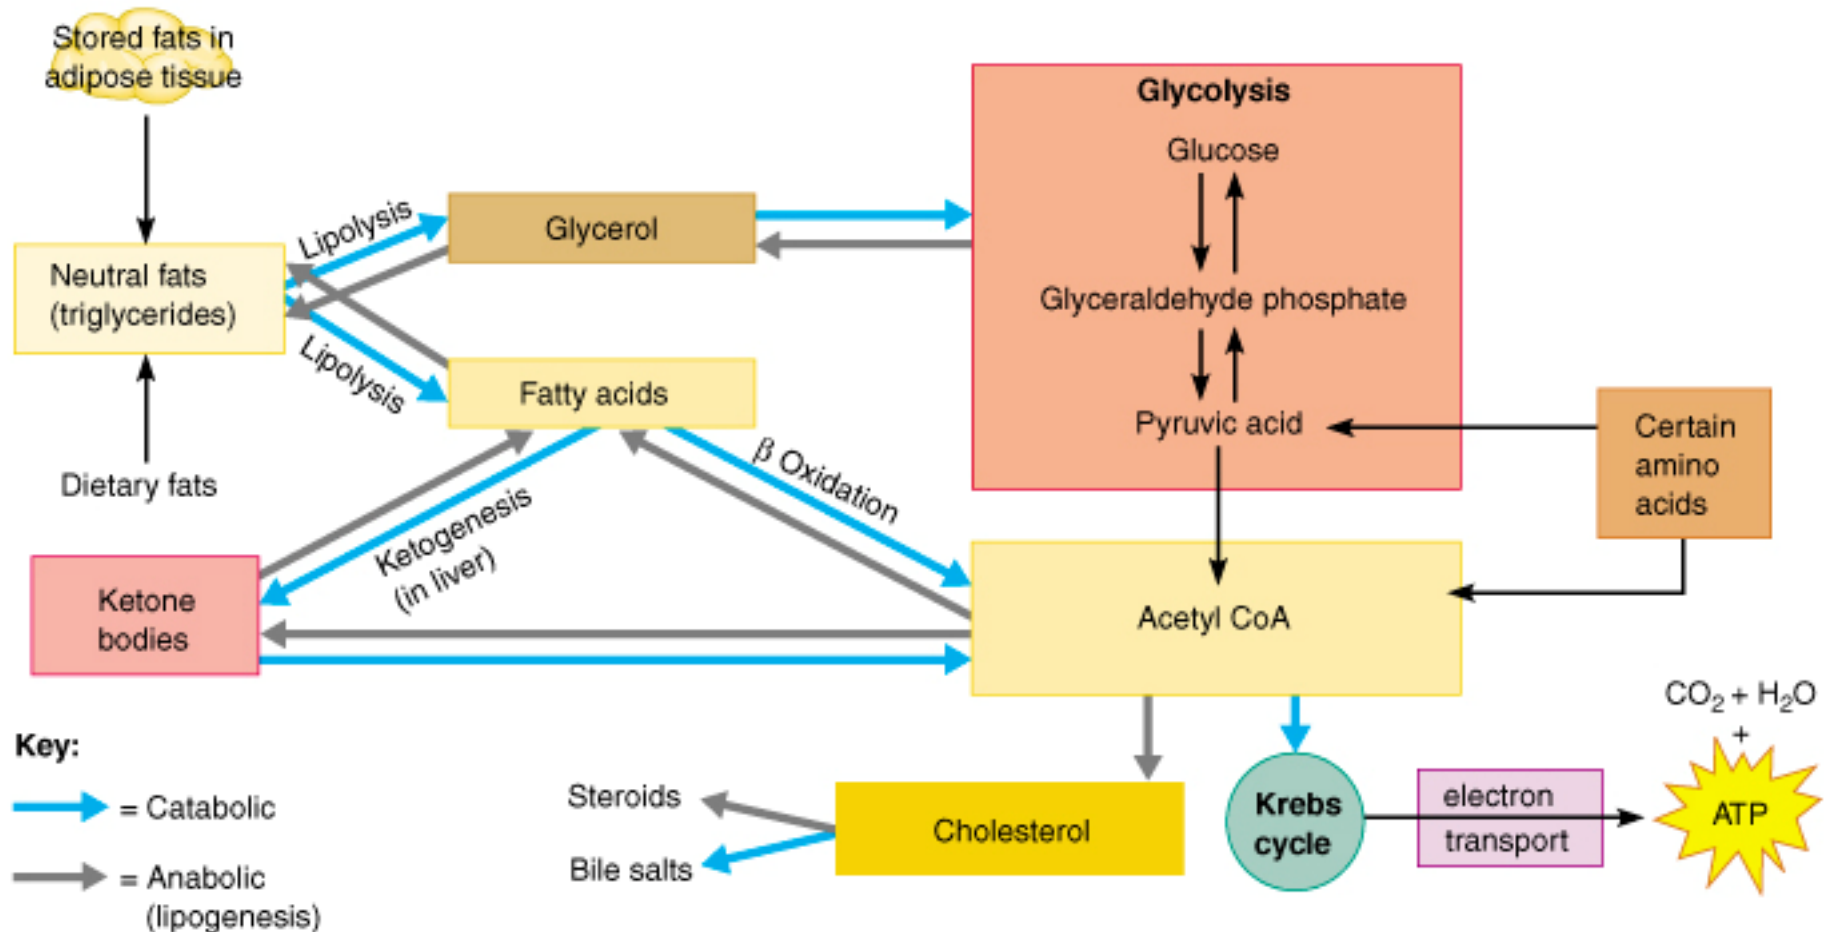 Stored fats in
adipose tissue
Glycolysis
Glucose
Lipolysis
Glycerol
Neutral fats
(triglycerides)
Glyceraldehyde phosphate
Lipolysis
Fatty acids
Pyruvic acid
Certain
amino
acids
β Oxidation
Dietary fats
Ketogenesis
(in liver)
Ketone
bodies
Acetyl CoA
CO₂ + H₂O
+
ATP
Key:
= Catabolic
= Anabolic
(lipogenesis)
Steroids
Bile salts
Cholesterol
Krebs
cycle
electron
transport